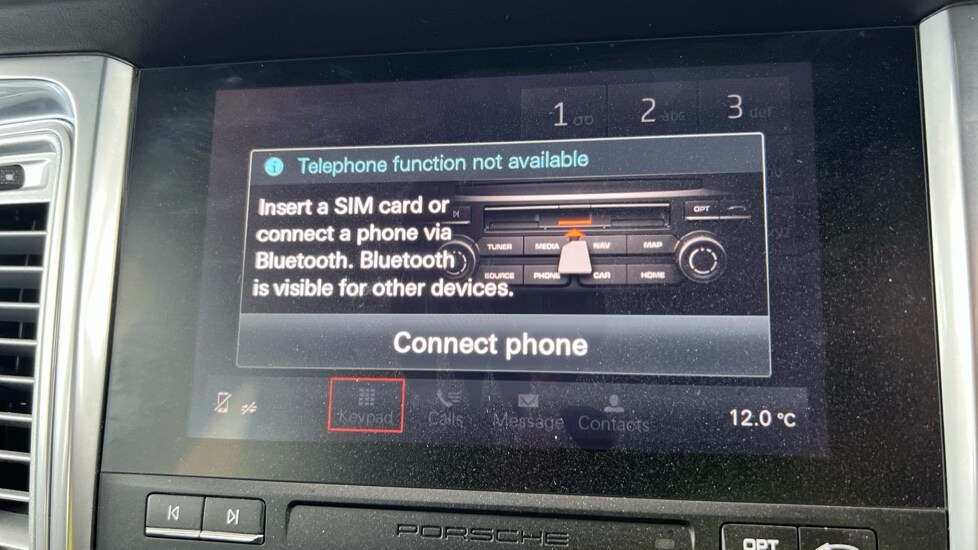 1 ᴑᴑ 2 abc 3 def
Telephone function not available
Insert a SIM card or
connect a phone via
Bluetooth. Bluetooth
is visible for other devices.
OPT
TUNER MEDIA NAV MAP
SOURCE PHONE CAR HOME
Connect phone
Keypad Calls Message Contacts
12.0 °C
PORSCHE
OPT